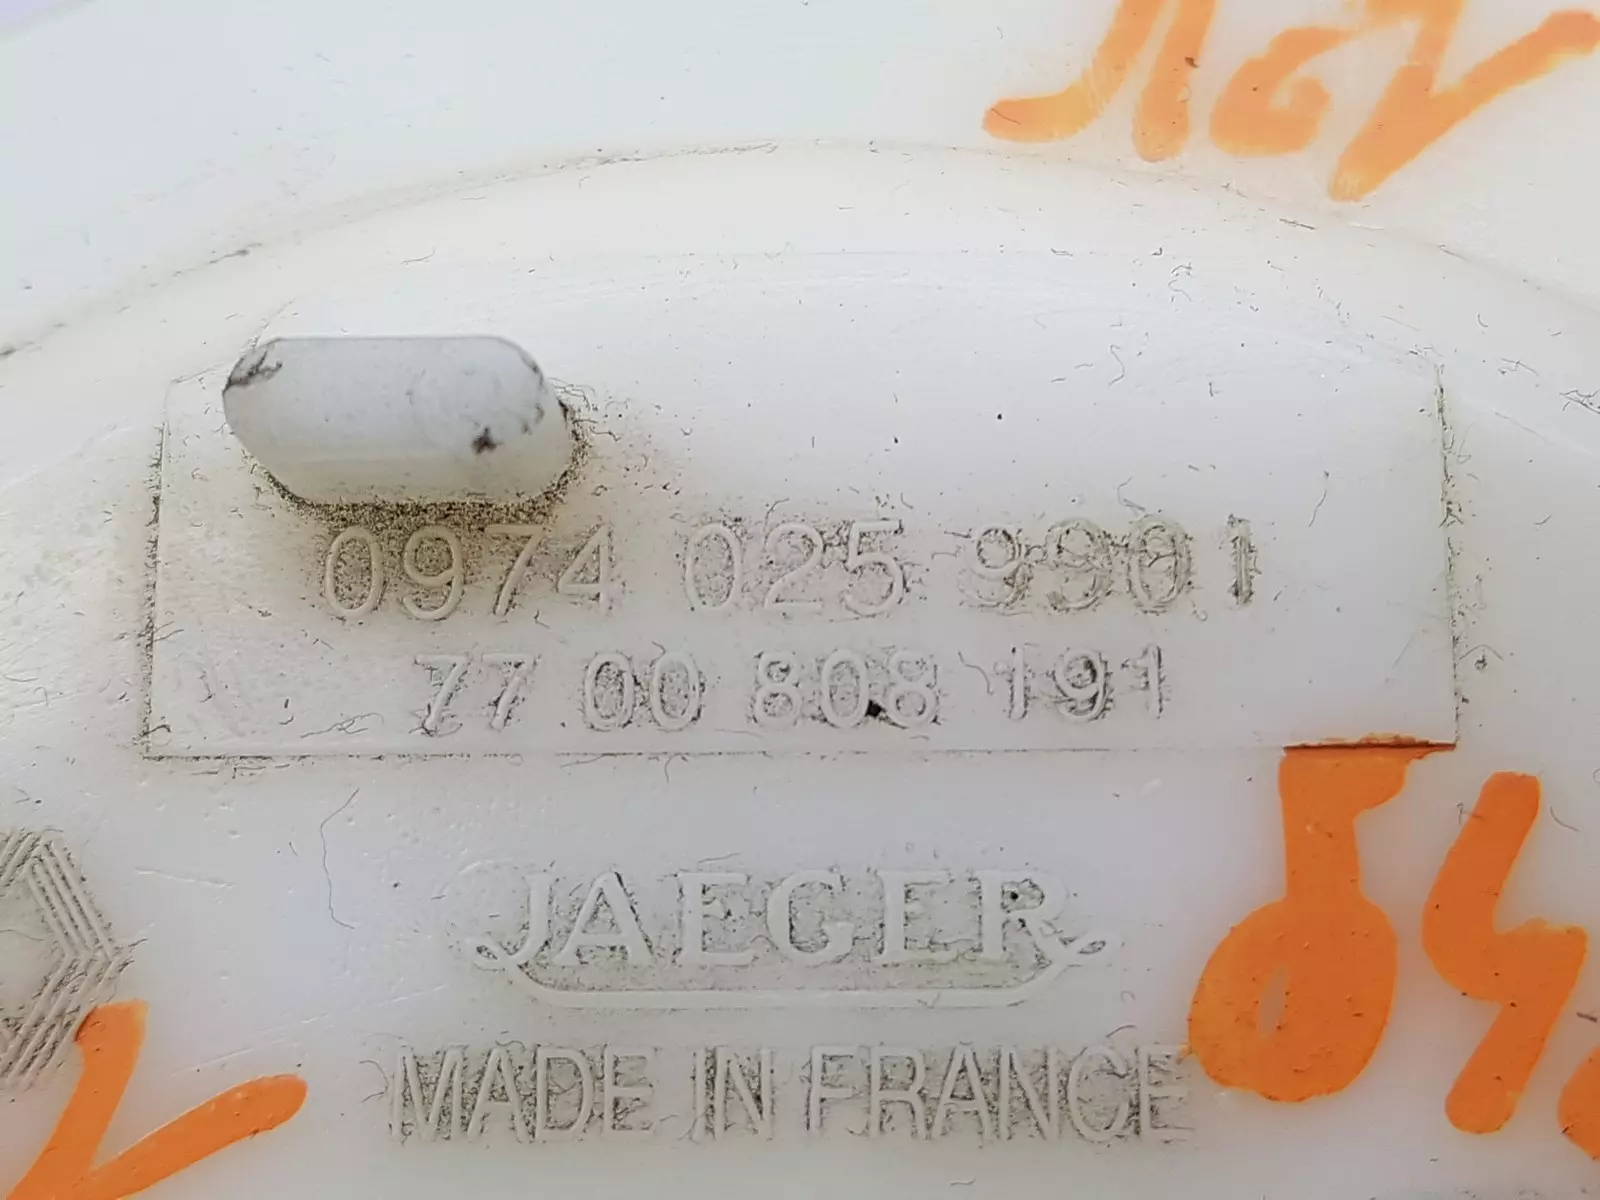 0974 025 9901
77 00 808 191
JAEGER
MADE IN FRANCE